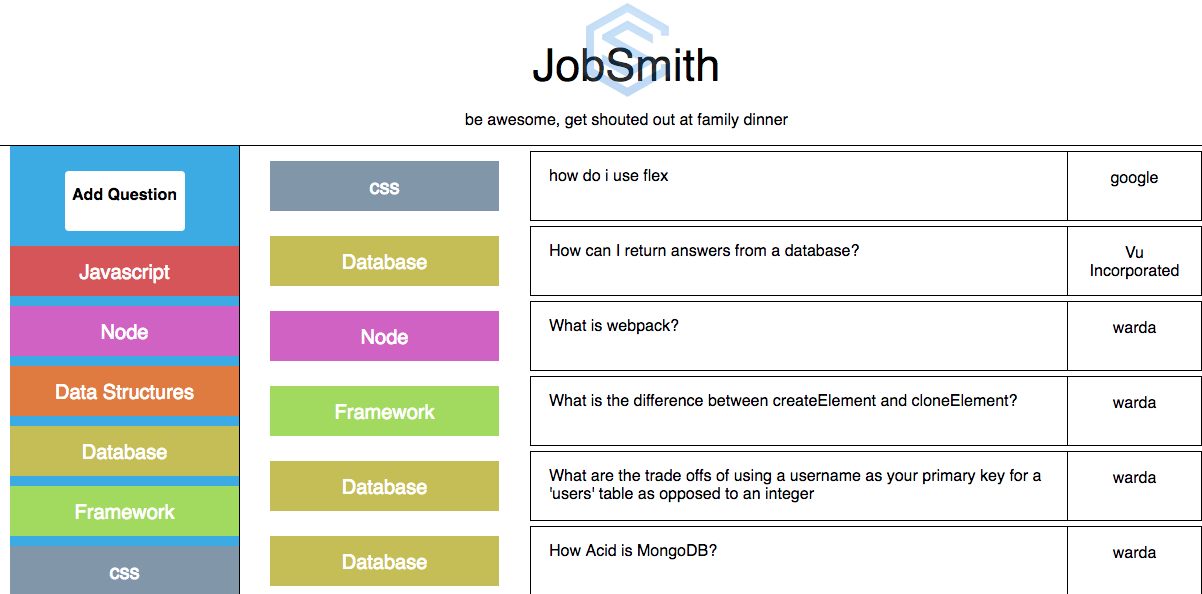 JobSmith
be awesome, get shouted out at family dinner
Add Question
Javascript
Node
Data Structures
Database
Framework
css
css
how do i use flex
google
Database
How can I return answers from a database?
Vu
Incorporated
Node
What is webpack?
warda
Framework
What is the difference between createElement and cloneElement?
warda
Database
What are the trade offs of using a username as your primary key for a
'users' table as opposed to an integer
warda
Database
How Acid is MongoDB?
warda